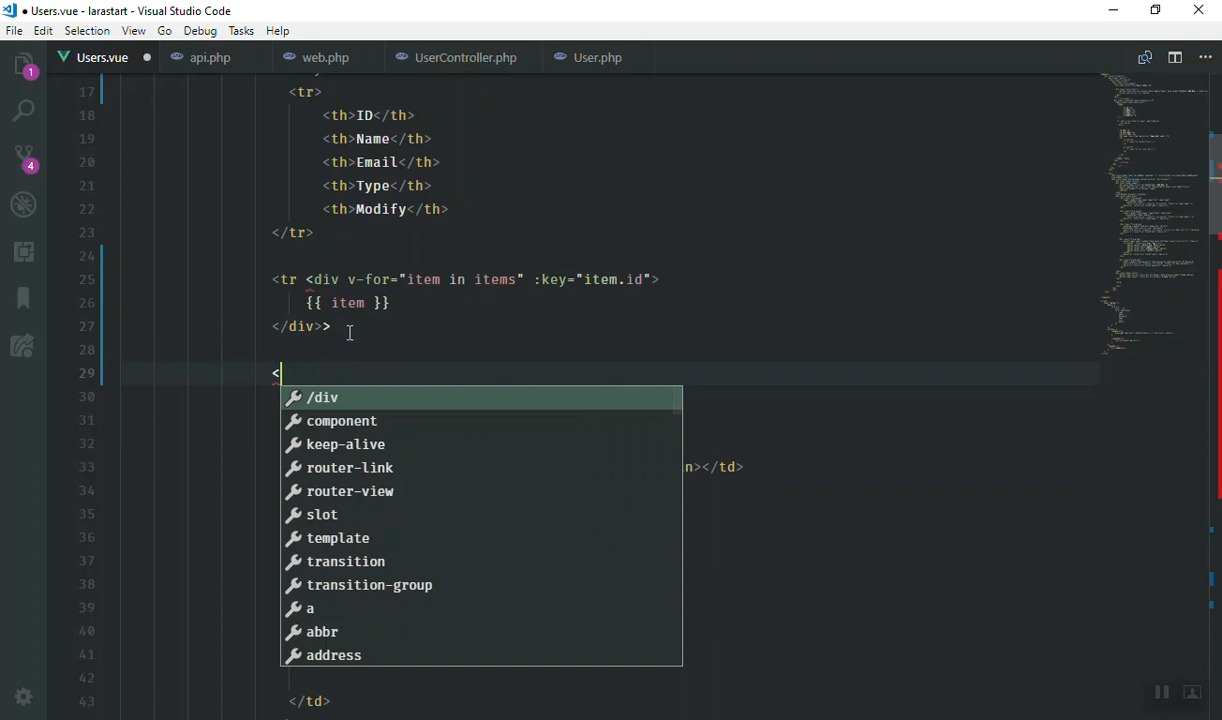 ● Users.vue - larastart - Visual Studio Code
File Edit Selection View Go Debug Tasks Help
1
4
Users.vue ● api.php web.php UserController.php User.php
17 <tr>
18 <th>ID</th>
19 <th>Name</th>
20 <th>Email</th>
21 <th>Type</th>
22 <th>Modify</th>
23 </tr>
24
25 <tr <div v-for="item in items" :key="item.id">
26 {{ item }}
27 </div>>
28
29 <
30 /div
31 component
32 keep-alive
33 router-link n></td>
34 router-view
35 slot
36 template
37 transition
38 transition-group
39 a
40 abbr
41 address
42
43 </td>